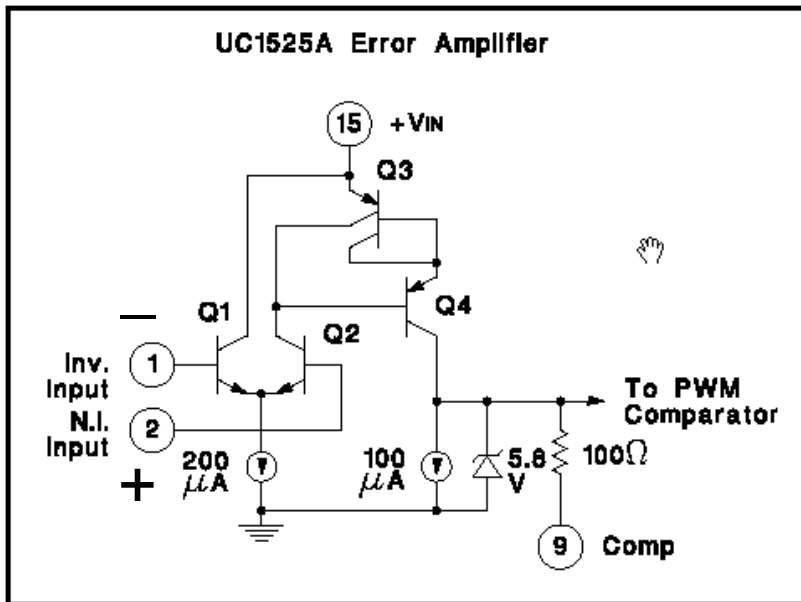 UC1525A Error Amplifier
15 +VIN
Q3
Q1
Q2
Q4
−
Inv.
Input
1
N.I.
Input
2
+
200
μA
100
μA
5.8
V
100Ω
To PWM
Comparator
9 Comp